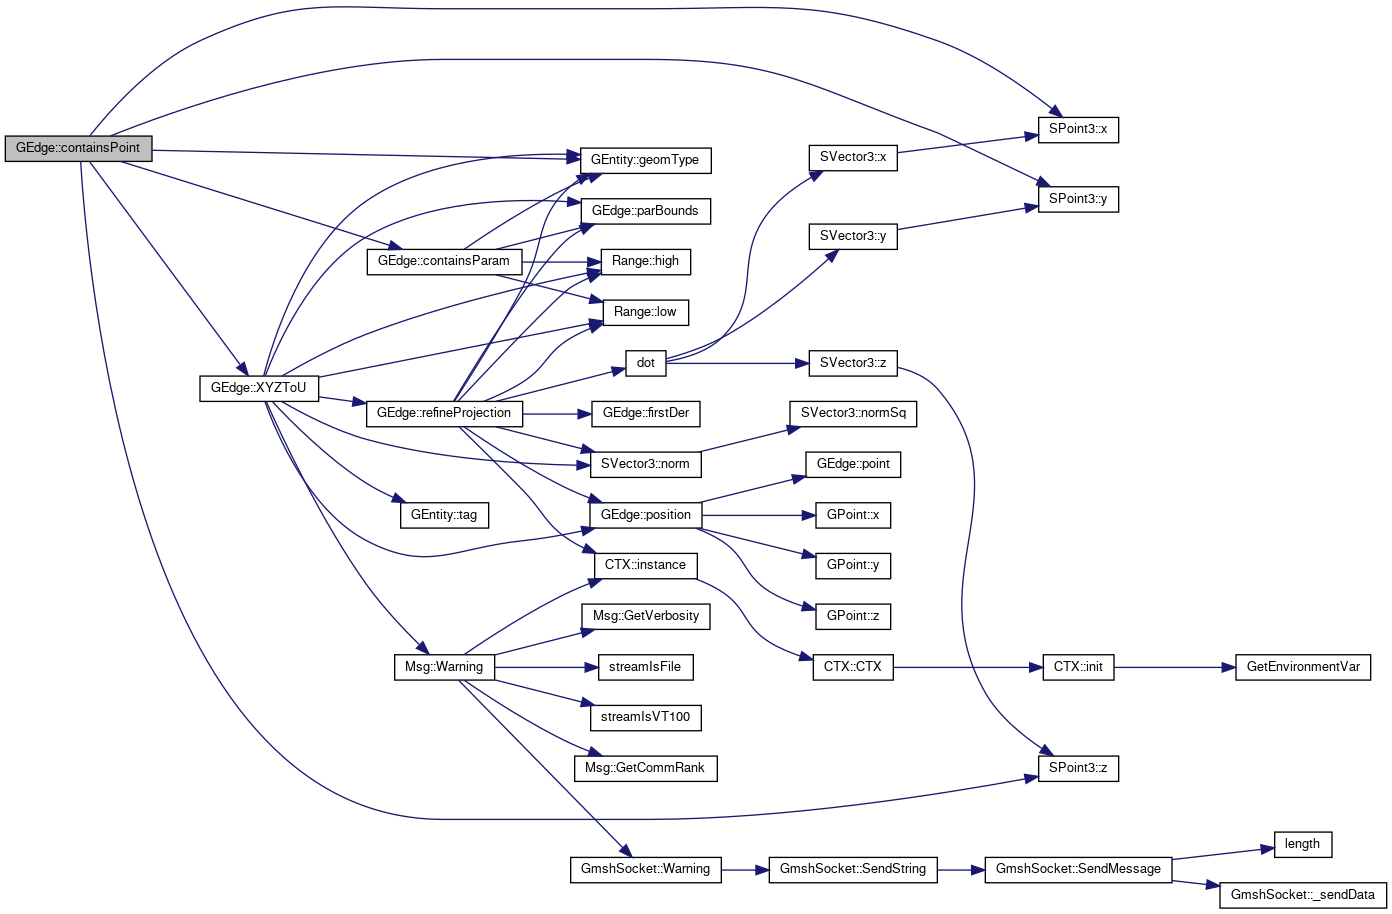 GEdge::containsPoint
SPoint3::x
GEntity::geomType
SVector3::x
GEdge::parBounds
SPoint3::y
SVector3::y
GEdge::containsParam
Range::high
Range::low
dot
SVector3::z
GEdge::XYZToU
GEdge::refineProjection
GEdge::firstDer
SVector3::normSq
SVector3::norm
GEdge::point
GEntity::tag
GEdge::position
GPoint::x
CTX::instance
GPoint::y
Msg::GetVerbosity
GPoint::z
Msg::Warning
streamIsFile
CTX::CTX
CTX::init
GetEnvironmentVar
streamIsVT100
Msg::GetCommRank
SPoint3::z
length
GmshSocket::Warning
GmshSocket::SendString
GmshSocket::SendMessage
GmshSocket::_sendData